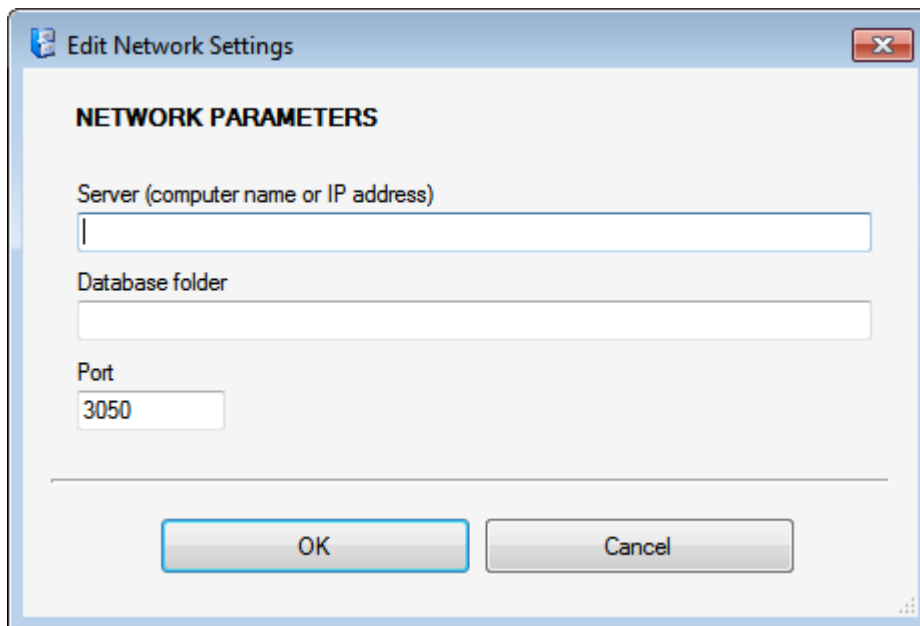 Edit Network Settings
NETWORK PARAMETERS
Server (computer name or IP address)
Database folder
Port
3050
OK Cancel